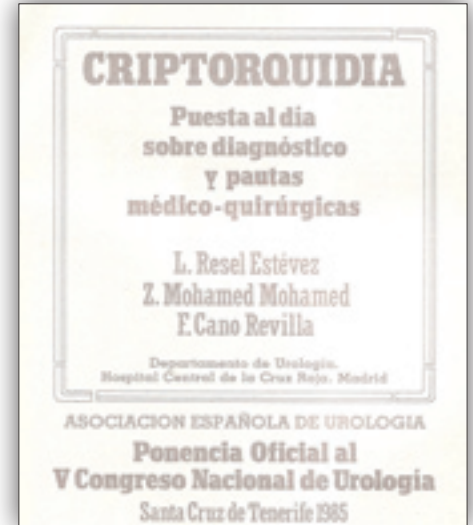 CRIPTORQUIDIA
Puesta al dia
sobre diagnóstico
y pautas
médico-quirúrgicas
L. Resel Estévez
Z. Mohamed Mohamed
F. Cano Revilla
Departamento de Urología.
Hospital Central de la Cruz Roja. Madrid
ASOCIACION ESPAÑOLA DE UROLOGIA
Ponencia Oficial al
V Congreso Nacional de Urología
Santa Cruz de Tenerife 1985